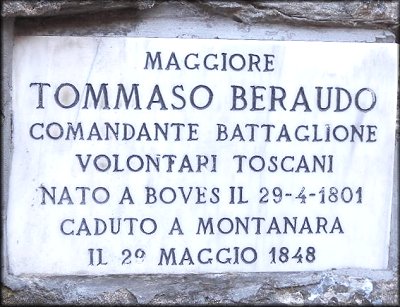 MAGGIORE
TOMMASO BERAUDO
COMANDANTE BATTAGLIONE
VOLONTARI TOSCANI
NATO A BOVES IL 29-4-1801
CADUTO A MONTANARA
IL 29 MAGGIO 1848